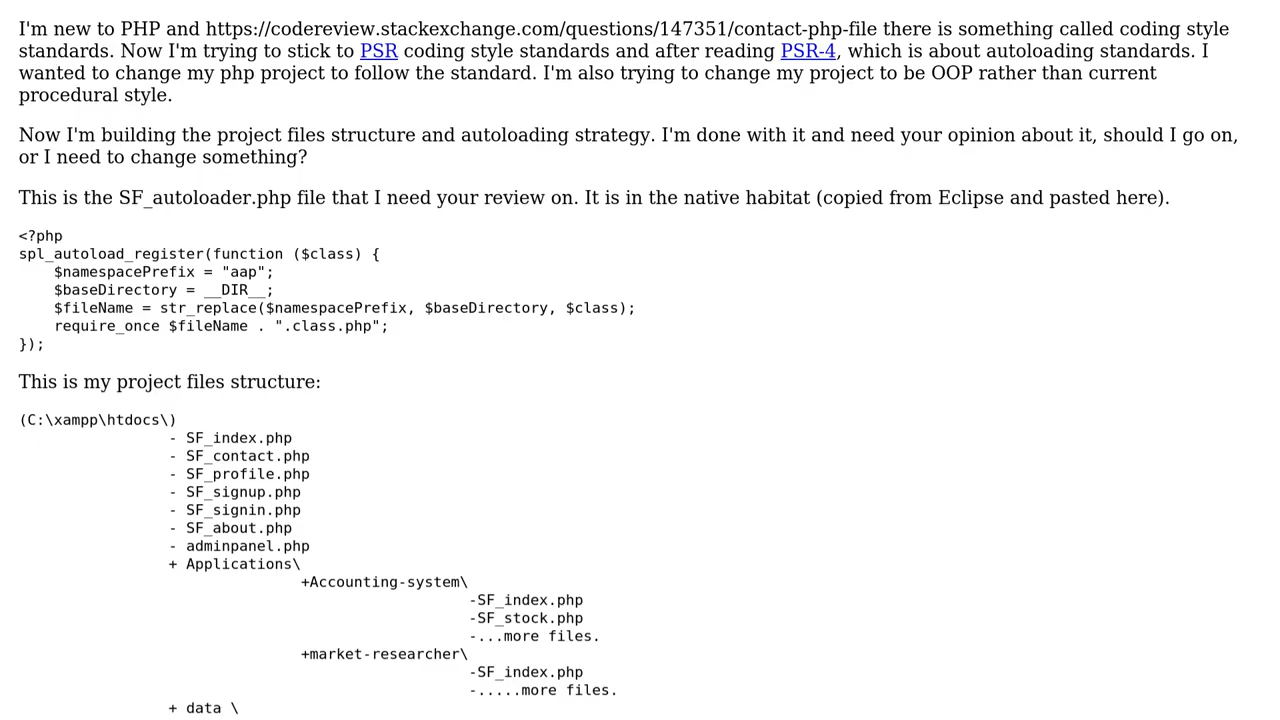 I'm new to PHP and https://codereview.stackexchange.com/questions/147351/contact-php-file there is something called coding style
standards. Now I'm trying to stick to PSR coding style standards and after reading PSR-4, which is about autoloading standards. I
wanted to change my php project to follow the standard. I'm also trying to change my project to be OOP rather than current
procedural style.
Now I'm building the project files structure and autoloading strategy. I'm done with it and need your opinion about it, should I go on,
or I need to change something?
This is the SF_autoloader.php file that I need your review on. It is in the native habitat (copied from Eclipse and pasted here).
<?php
spl_autoload_register(function ($class) {
    $namespacePrefix = "aap";
    $baseDirectory = __DIR__;
    $fileName = str_replace($namespacePrefix, $baseDirectory, $class);
    require_once $fileName . ".class.php";
});
This is my project files structure:
(C:\xampp\htdocs\)
                 - SF_index.php
                 - SF_contact.php
                 - SF_profile.php
                 - SF_signup.php
                 - SF_signin.php
                 - SF_about.php
                 - adminpanel.php
                 + Applications\
                                +Accounting-system\
                                                   -SF_index.php
                                                   -SF_stock.php
                                                   -...more files.
                                +market-researcher\
                                                   -SF_index.php
                                                   -.....more files.
                 + data \